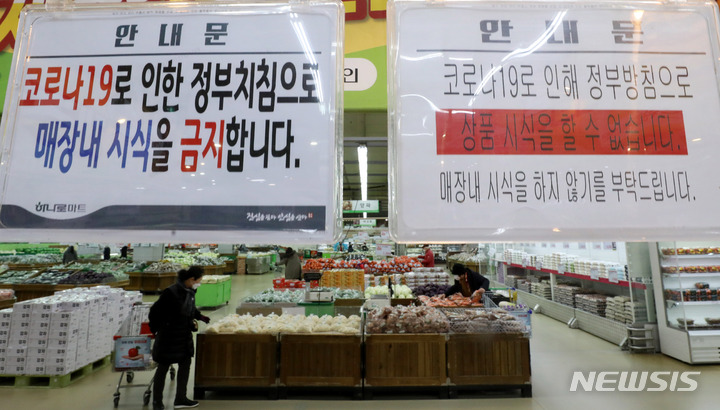 안 내 문
코로나19로 인한 정부치침으로
매장내 시식을 금지합니다.
하나로마트
안 내 문
코로나19로 인해 정부방침으로
상품 시식을 할 수 없습니다.
매장내 시식을 하지 않기를 부탁드립니다.
인
NEWSIS